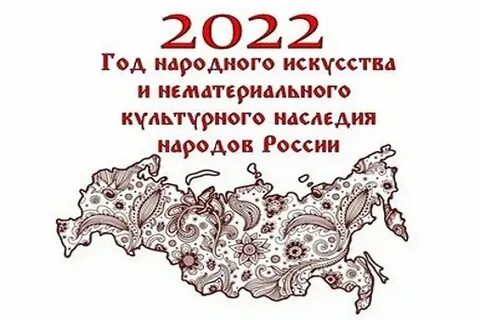 2022
Год народного искусства
и нематериального
культурного наследия
народов России